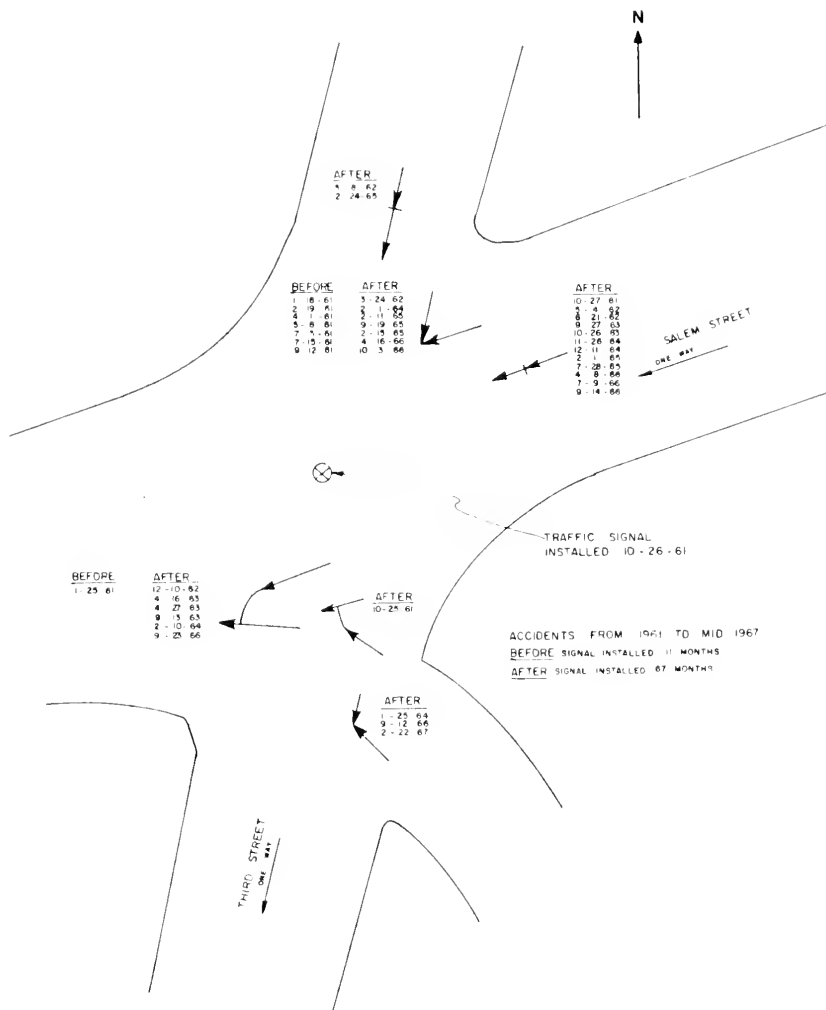 N
AFTER
3 8 62
2 24-65
BEFORE
1 18-61
2 19 61
4 1-61
5-8 61
7 5-61
7-15-61
9 12 61
AFTER
3-24 62
2 1-64
2-11 65
9-19 65
2-15 65
4 16-66
10 3 66
AFTER
10-27 61
5-4 62
8 21-62
9 27 63
10-26 63
11-26 64
12-11 64
2 1 65
7-28-65
4 8-66
7-9-66
9-14-66
SALEM STREET
ONE WAY
TRAFFIC SIGNAL
INSTALLED 10-26-61
BEFORE
1-25 61
AFTER
12-10-62
4 16 63
4 27 63
9 13 63
2-10-64
9-23 66
AFTER
10-25 61
ACCIDENTS FROM 1961 TO MID 1967
BEFORE SIGNAL INSTALLED 11 MONTHS
AFTER SIGNAL INSTALLED 67 MONTHS
AFTER
1-25 64
9-12 66
2-22 67
THIRD STREET
ONE WAY